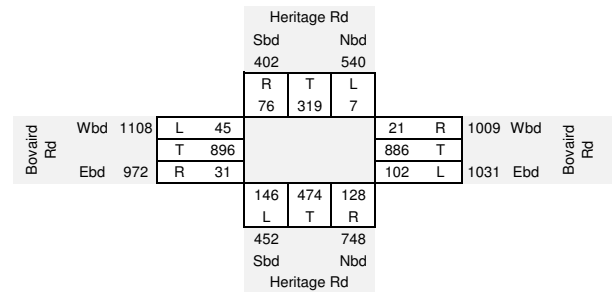 Heritage Rd
Sbd Nbd
402 540
R T L
76 319 7
Bovaird Rd
Wbd 1108 L 45 21 R 1009 Wbd
T 896 886 T
Ebd 972 R 31 102 L 1031 Ebd
Bovaird Rd
146 474 128
L T R
452 748
Sbd Nbd
Heritage Rd